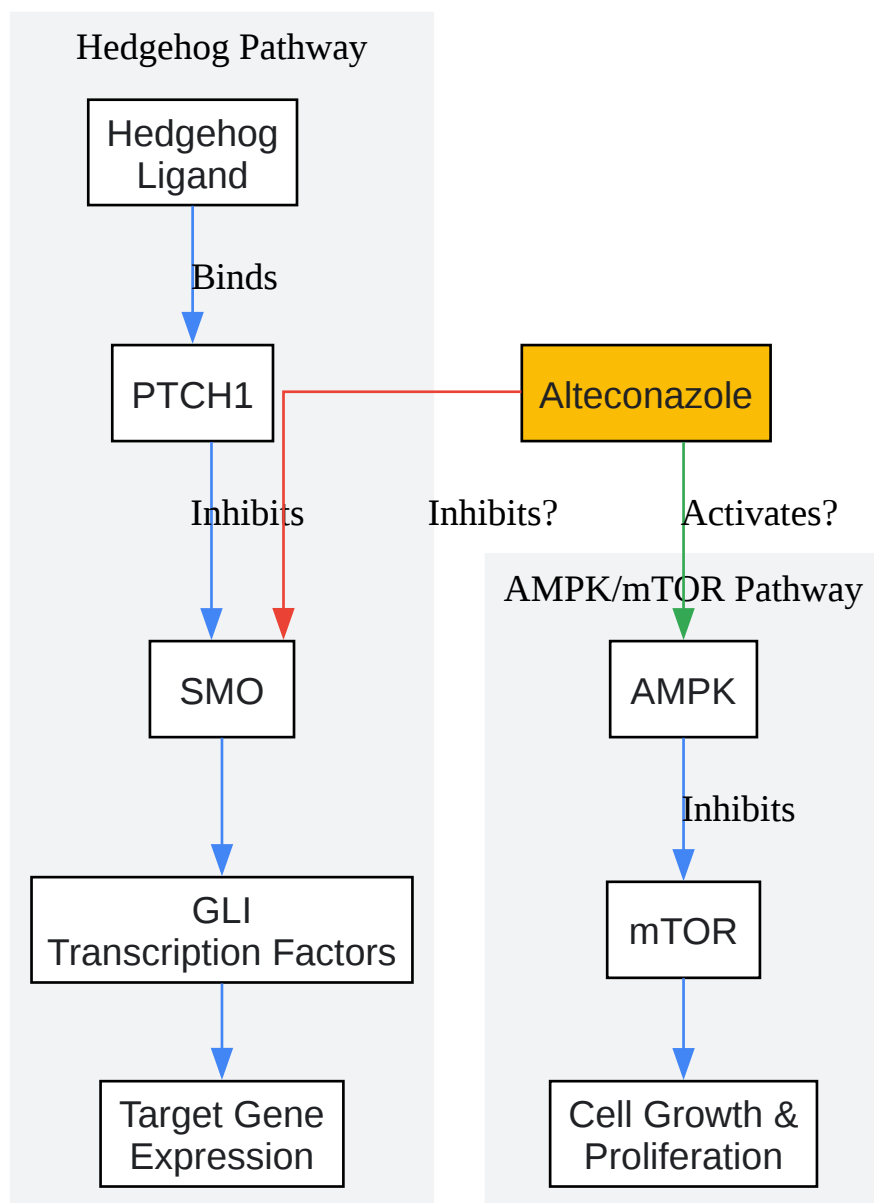 Hedgehog Pathway
Hedgehog
Ligand
Binds
PTCH1
Alteconazole
Inhibits
Inhibits?
Activates?
AMPK/mTOR Pathway
SMO
AMPK
Inhibits
GLI
Transcription Factors
mTOR
Target Gene
Expression
Cell Growth &
Proliferation